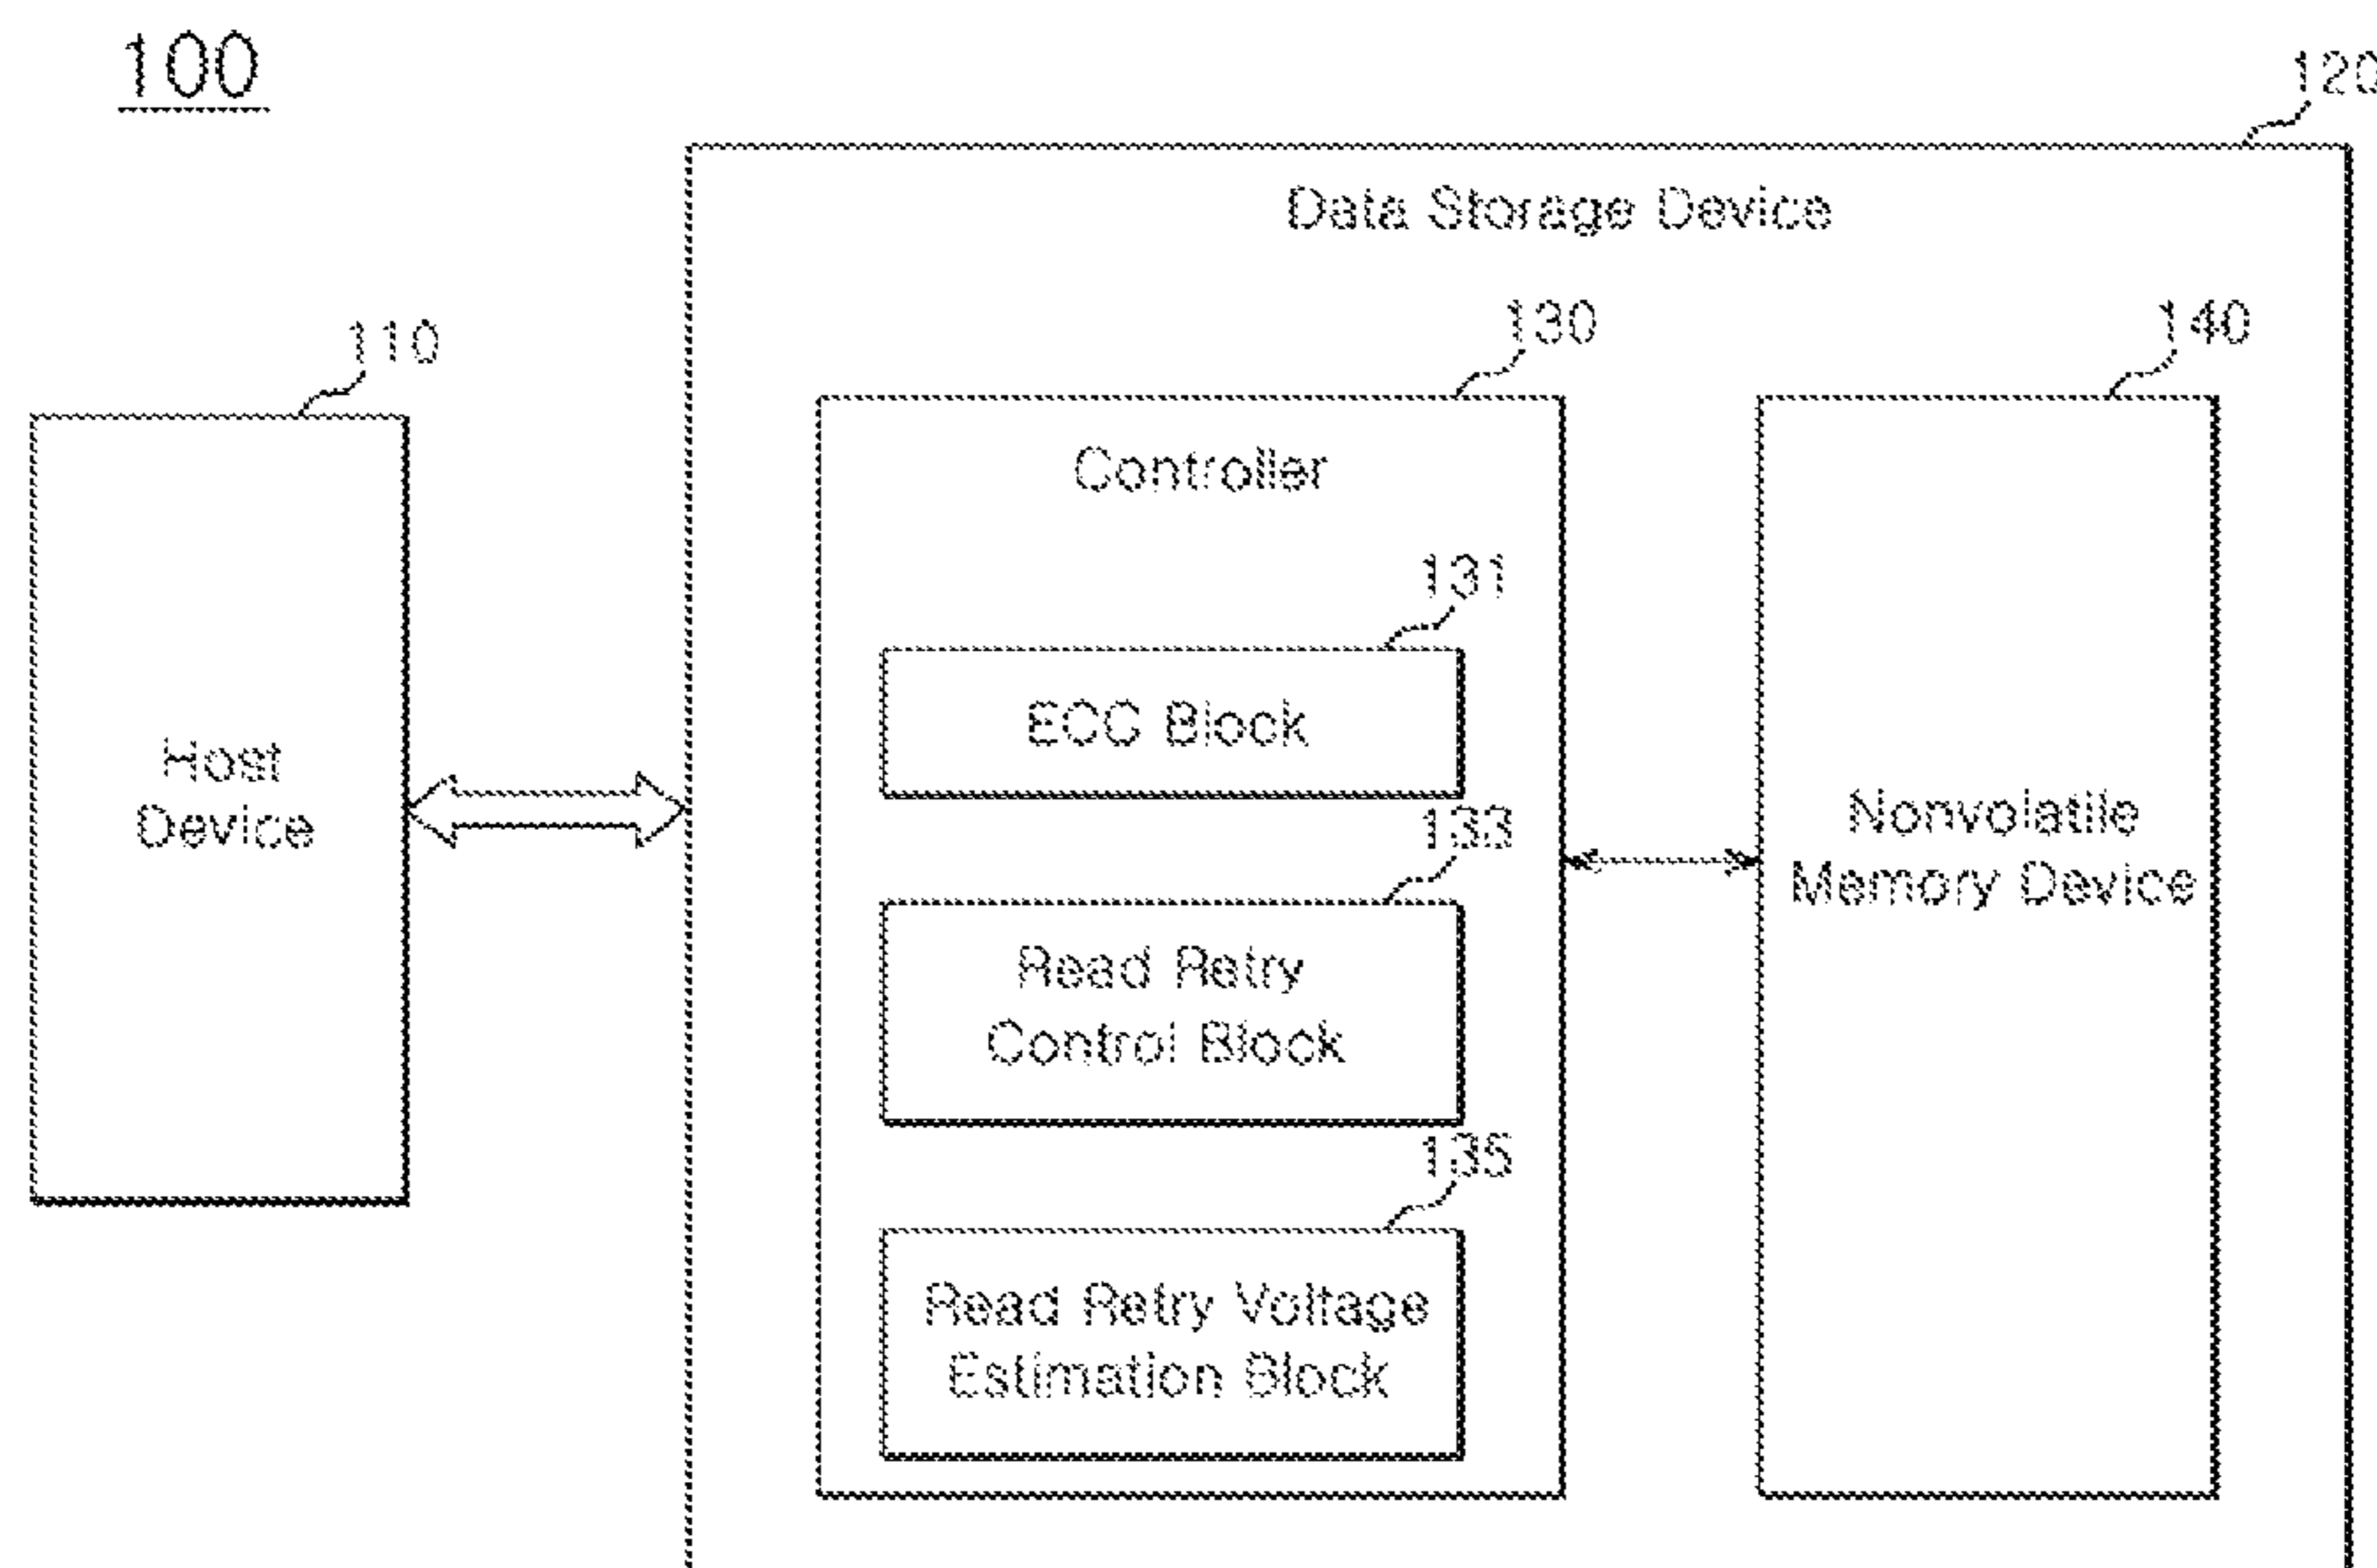 100
120
Data Storage Device
110
130
140
Controller
131
ECC Block
Host
Device
133
Nonvolatile
Memory Device
Read Retry
Control Block
135
Read Retry Voltage
Estimation Block